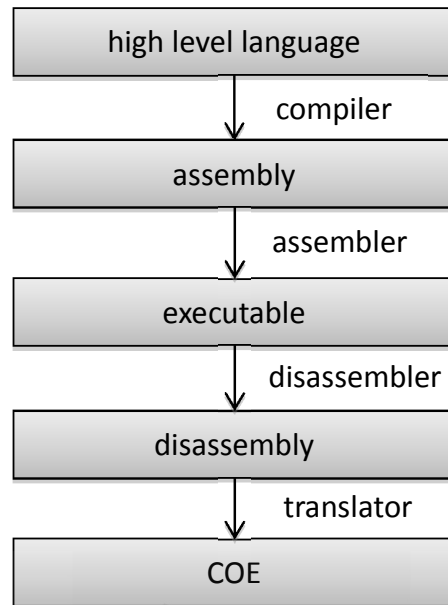 high level language
compiler
assembly
assembler
executable
disassembler
disassembly
translator
COE